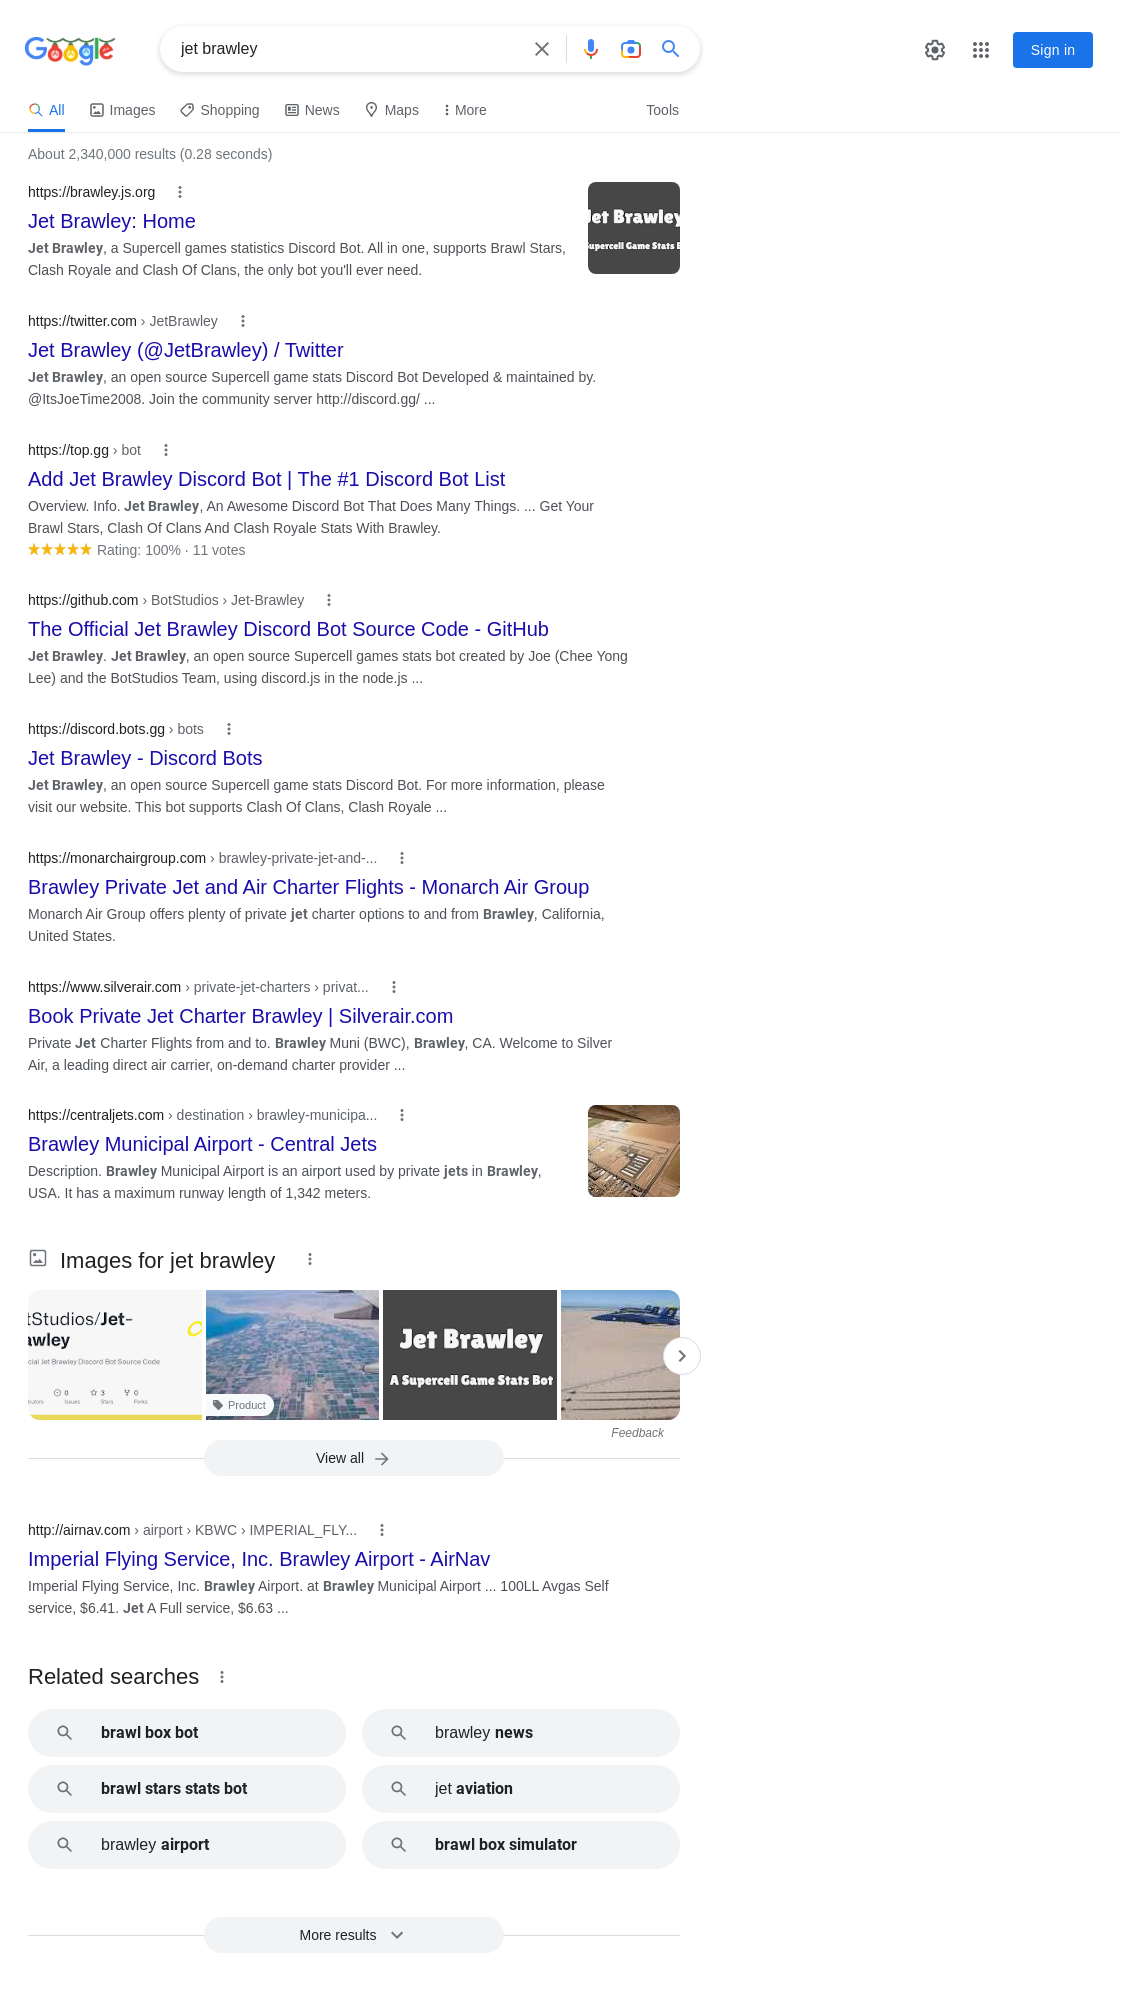 Google
jet brawley
Sign in
All
Images
Shopping
News
Maps
More
Tools
About 2,340,000 results (0.28 seconds)
https://brawley.js.org
Jet Brawley: Home
Jet Brawley, a Supercell games statistics Discord Bot. All in one, supports Brawl Stars,
Clash Royale and Clash Of Clans, the only bot you'll ever need.
Jet Brawley
Supercell Game Stats B
https://twitter.com › JetBrawley
Jet Brawley (@JetBrawley) / Twitter
Jet Brawley, an open source Supercell game stats Discord Bot Developed & maintained by.
@ItsJoeTime2008. Join the community server http://discord.gg/ ...
https://top.gg › bot
Add Jet Brawley Discord Bot | The #1 Discord Bot List
Overview. Info. Jet Brawley, An Awesome Discord Bot That Does Many Things. ... Get Your
Brawl Stars, Clash Of Clans And Clash Royale Stats With Brawley.
Rating: 100% · 11 votes
https://github.com › BotStudios › Jet-Brawley
The Official Jet Brawley Discord Bot Source Code - GitHub
Jet Brawley. Jet Brawley, an open source Supercell games stats bot created by Joe (Chee Yong
Lee) and the BotStudios Team, using discord.js in the node.js ...
https://discord.bots.gg › bots
Jet Brawley - Discord Bots
Jet Brawley, an open source Supercell game stats Discord Bot. For more information, please
visit our website. This bot supports Clash Of Clans, Clash Royale ...
https://monarchairgroup.com › brawley-private-jet-and-...
Brawley Private Jet and Air Charter Flights - Monarch Air Group
Monarch Air Group offers plenty of private jet charter options to and from Brawley, California,
United States.
https://www.silverair.com › private-jet-charters › privat...
Book Private Jet Charter Brawley | Silverair.com
Private Jet Charter Flights from and to. Brawley Muni (BWC), Brawley, CA. Welcome to Silver
Air, a leading direct air carrier, on-demand charter provider ...
https://centraljets.com › destination › brawley-municipa...
Brawley Municipal Airport - Central Jets
Description. Brawley Municipal Airport is an airport used by private jets in Brawley,
USA. It has a maximum runway length of 1,342 meters.
Images for jet brawley
tStudios/Jet-
awley
cial Jet Brawley Discord Bot Source Code
0
3
0
butors
Issues
Stars
Forks
Product
Jet Brawley
A Supercell Game Stats Bot
Feedback
View all
http://airnav.com › airport › KBWC › IMPERIAL_FLY...
Imperial Flying Service, Inc. Brawley Airport - AirNav
Imperial Flying Service, Inc. Brawley Airport. at Brawley Municipal Airport ... 100LL Avgas Self
service, $6.41. Jet A Full service, $6.63 ...
Related searches
brawl box bot
brawley news
brawl stars stats bot
jet aviation
brawley airport
brawl box simulator
More results